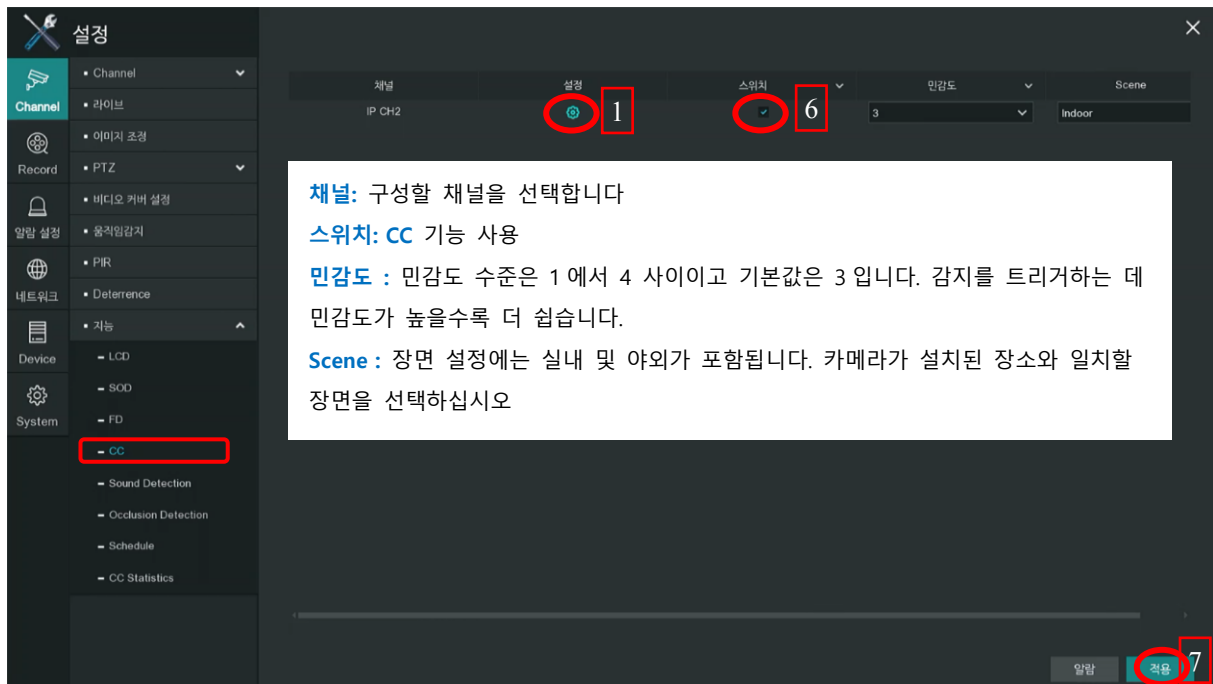 설정
Channel
Record
알람 설정
네트워크
Device
System
▪ Channel
▪ 라이브
▪ 이미지 조정
▪ PTZ
▪ 비디오 커버 설정
▪ 움직임감지
▪ PIR
▪ Deterrence
▪ 지능
- LCD
- SOD
- FD
- CC
- Sound Detection
- Occlusion Detection
- Schedule
- CC Statistics
채널 설정 스위치 민감도 Scene
IP CH2 1 6 3 Indoor
채널: 구성할 채널을 선택합니다
스위치: CC 기능 사용
민감도 : 민감도 수준은 1 에서 4 사이이고 기본값은 3 입니다. 감지를 트리거하는 데
민감도가 높을수록 더 쉽습니다.
Scene : 장면 설정에는 실내 및 야외가 포함됩니다. 카메라가 설치된 장소와 일치할
장면을 선택하십시오
알람 적용 7